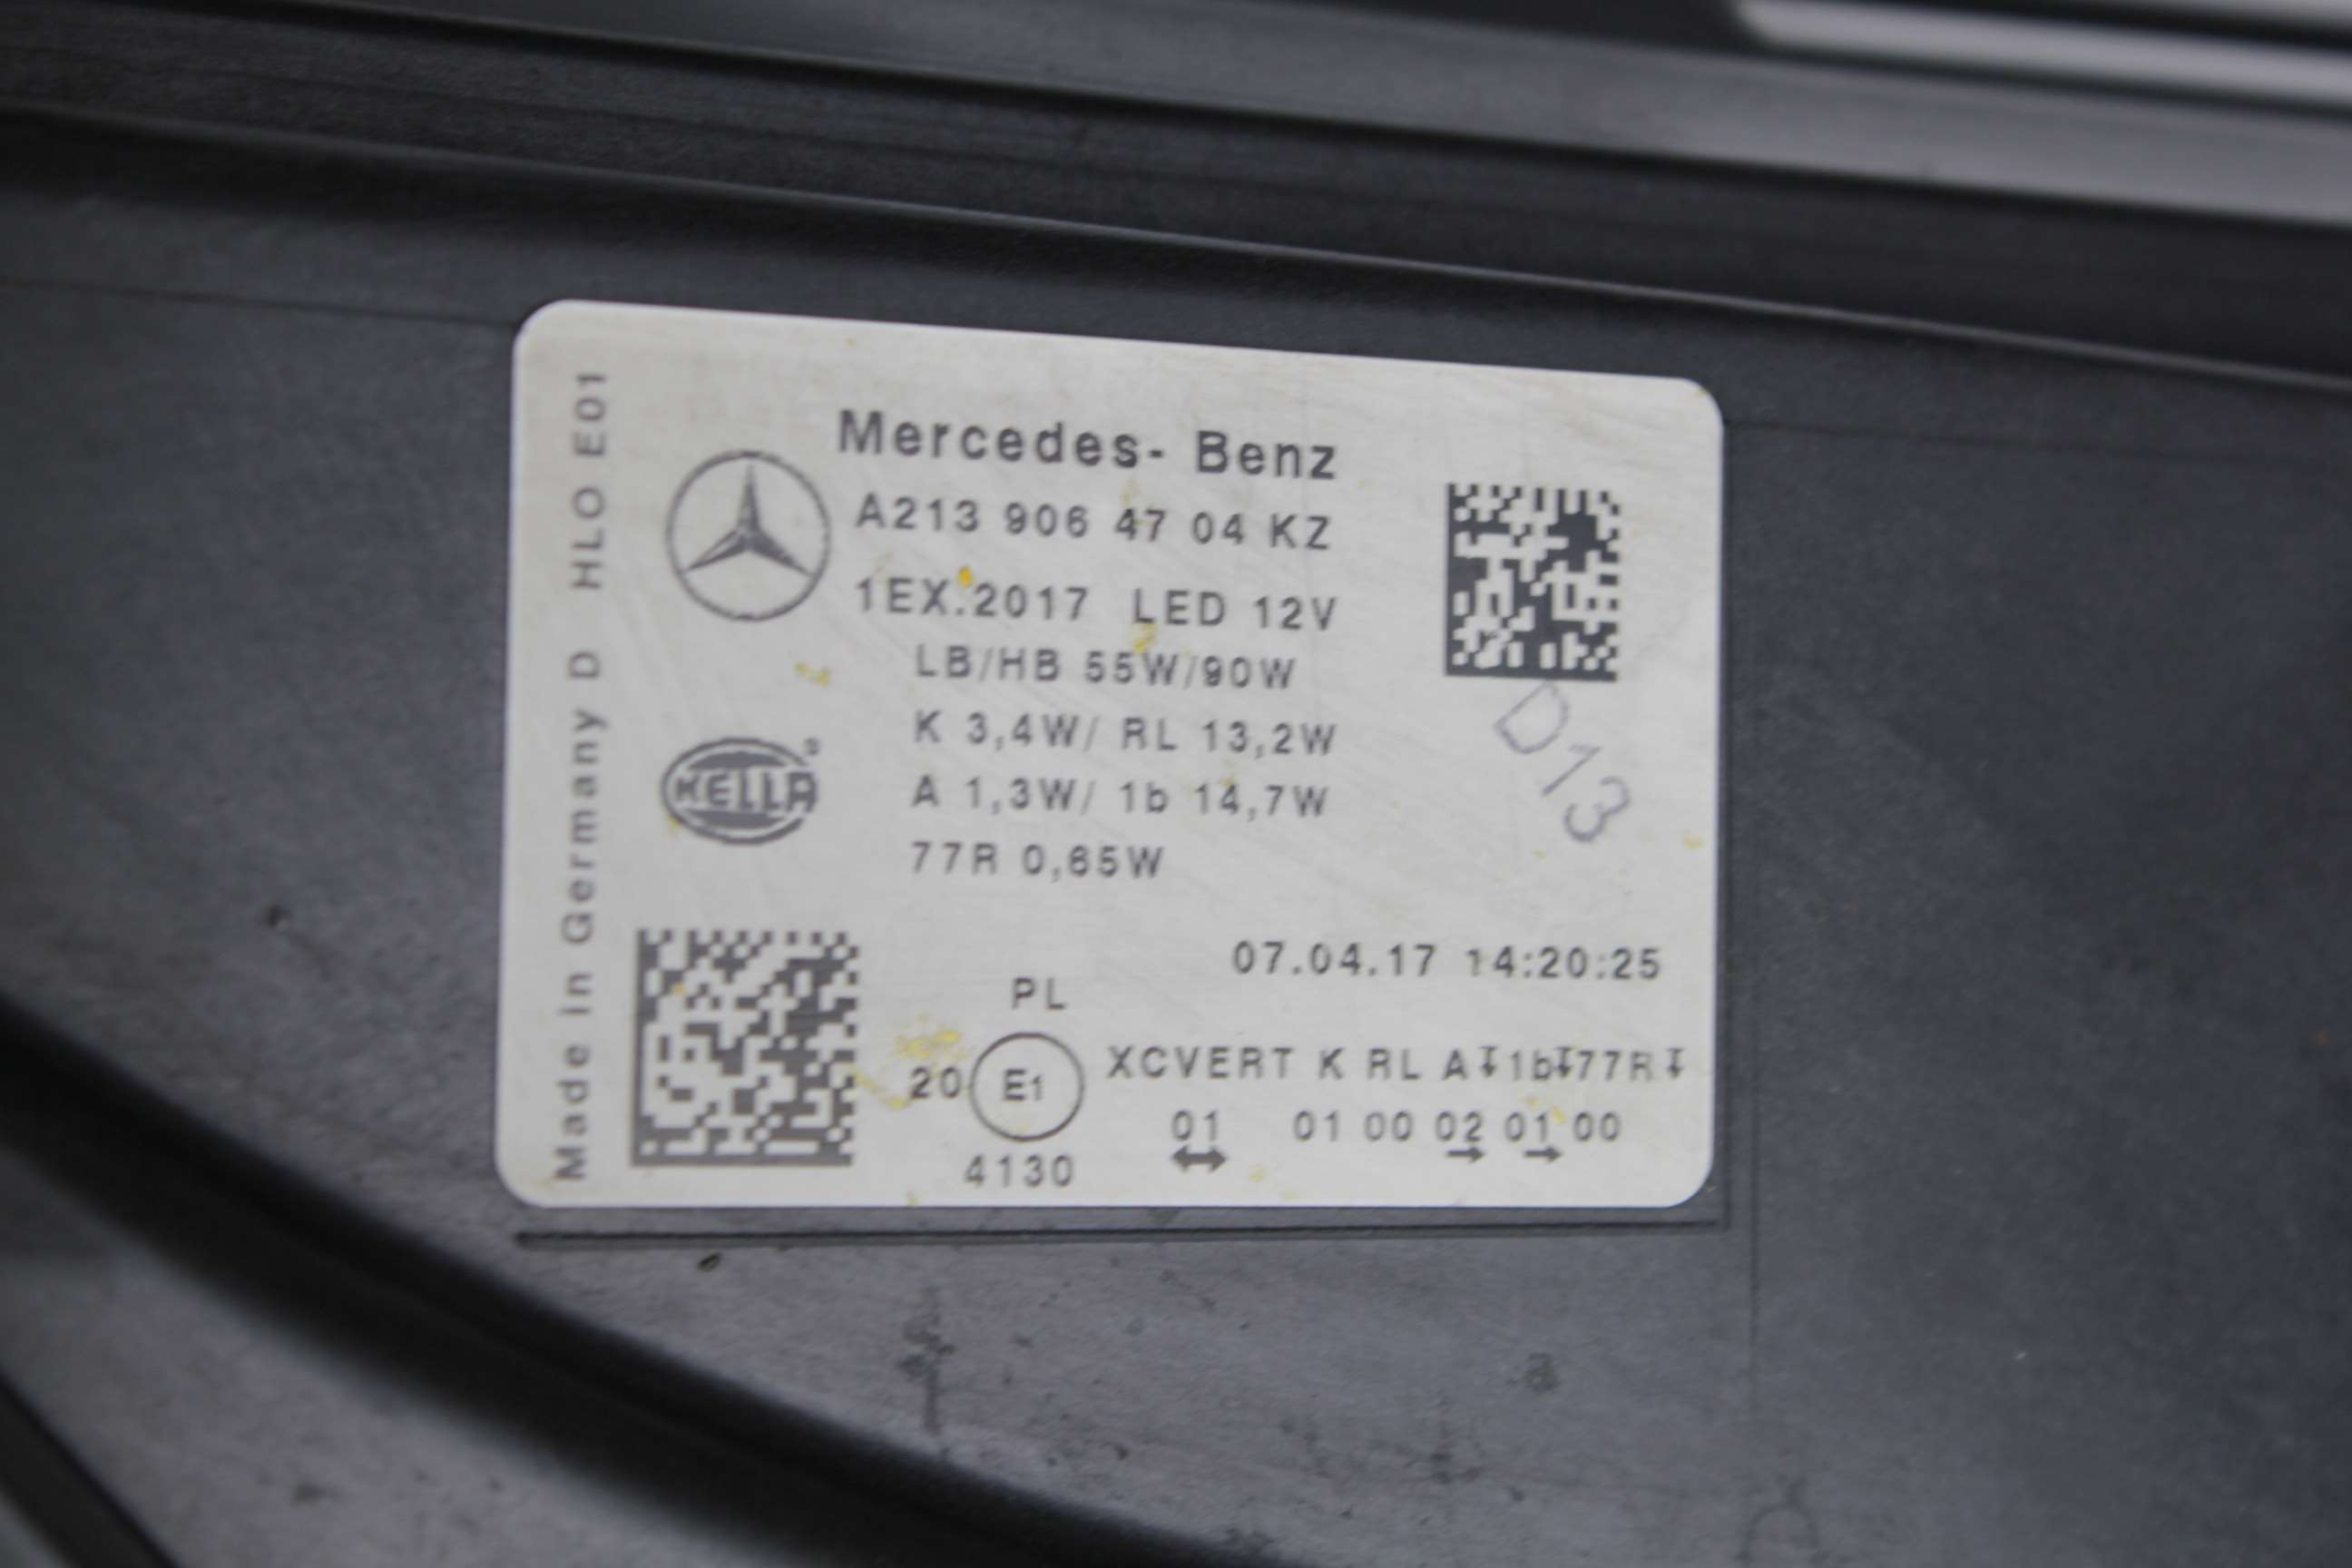 Made in Germany D HLO E01
Mercedes- Benz
A213 906 47 04 KZ
1EX.2017 LED 12V
LB/HB 55W/90W
K 3,4W/ RL 13,2W
A 1,3W/ 1b 14,7W
77R 0,65W
HELLA
D13
07.04.17 14:20:25
PL
20 E1 XCVERT K RL A↧1b↧77R↧
01 01 00 02 01 00
↔ → →
4130